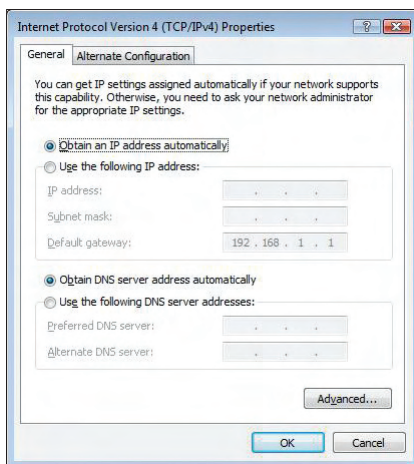 Internet Protocol Version 4 (TCP/IPv4) Properties
General
Alternate Configuration
You can get IP settings assigned automatically if your network supports
this capability. Otherwise, you need to ask your network administrator
for the appropriate IP settings.
Obtain an IP address automatically
Use the following IP address:
IP address:
Subnet mask:
Default gateway: 192 . 168 . 1 . 1
Obtain DNS server address automatically
Use the following DNS server addresses:
Preferred DNS server:
Alternate DNS server:
Advanced...
OK Cancel